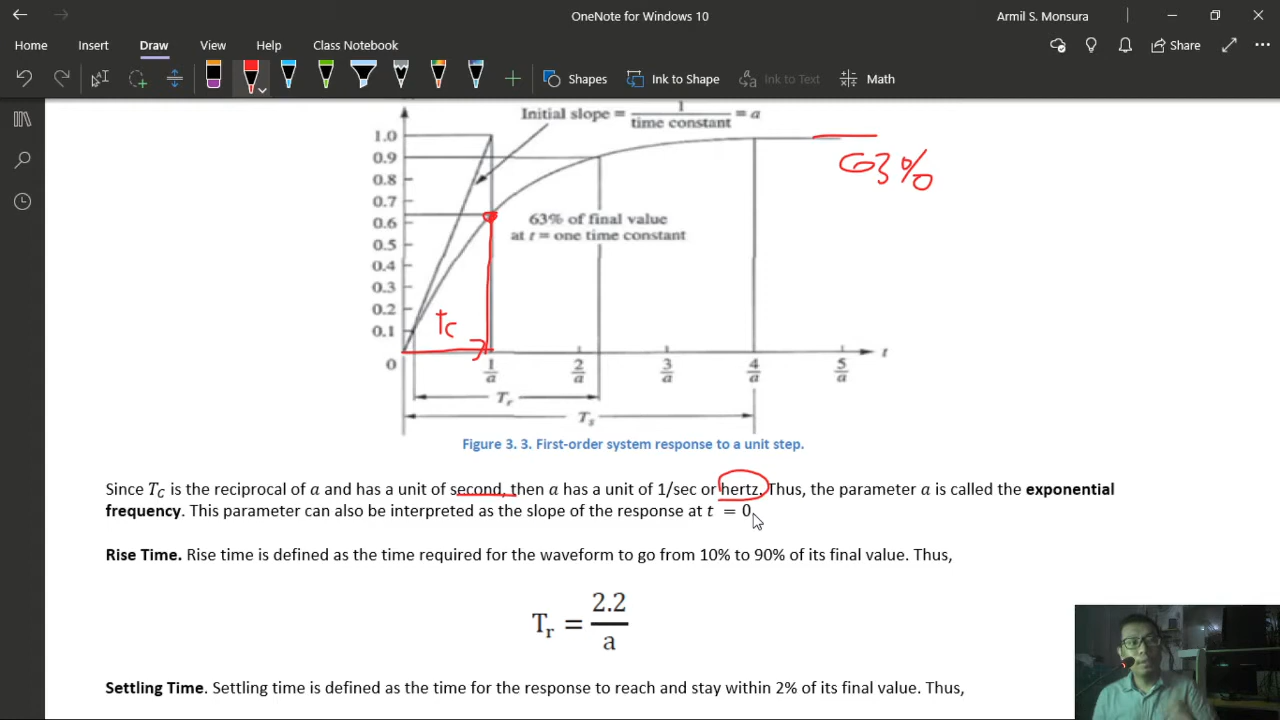 OneNote for Windows 10
Armil S. Monsura
Home Insert Draw View Help Class Notebook
Share
Shapes Ink to Shape Ink to Text Math
Initial slope = 1 / time constant = a
1.0
0.9
0.8
0.7
0.6
0.5
0.4
0.3
0.2
0.1
0
63%
63% of final value
at t = one time constant
tc
1/a 2/a 3/a 4/a 5/a t
Tr
Ts
Figure 3. 3. First-order system response to a unit step.
Since TC is the reciprocal of a and has a unit of second, then a has a unit of 1/sec or hertz. Thus, the parameter a is called the exponential
frequency. This parameter can also be interpreted as the slope of the response at t = 0
Rise Time. Rise time is defined as the time required for the waveform to go from 10% to 90% of its final value. Thus,
Tr = 2.2 / a
Settling Time. Settling time is defined as the time for the response to reach and stay within 2% of its final value. Thus,